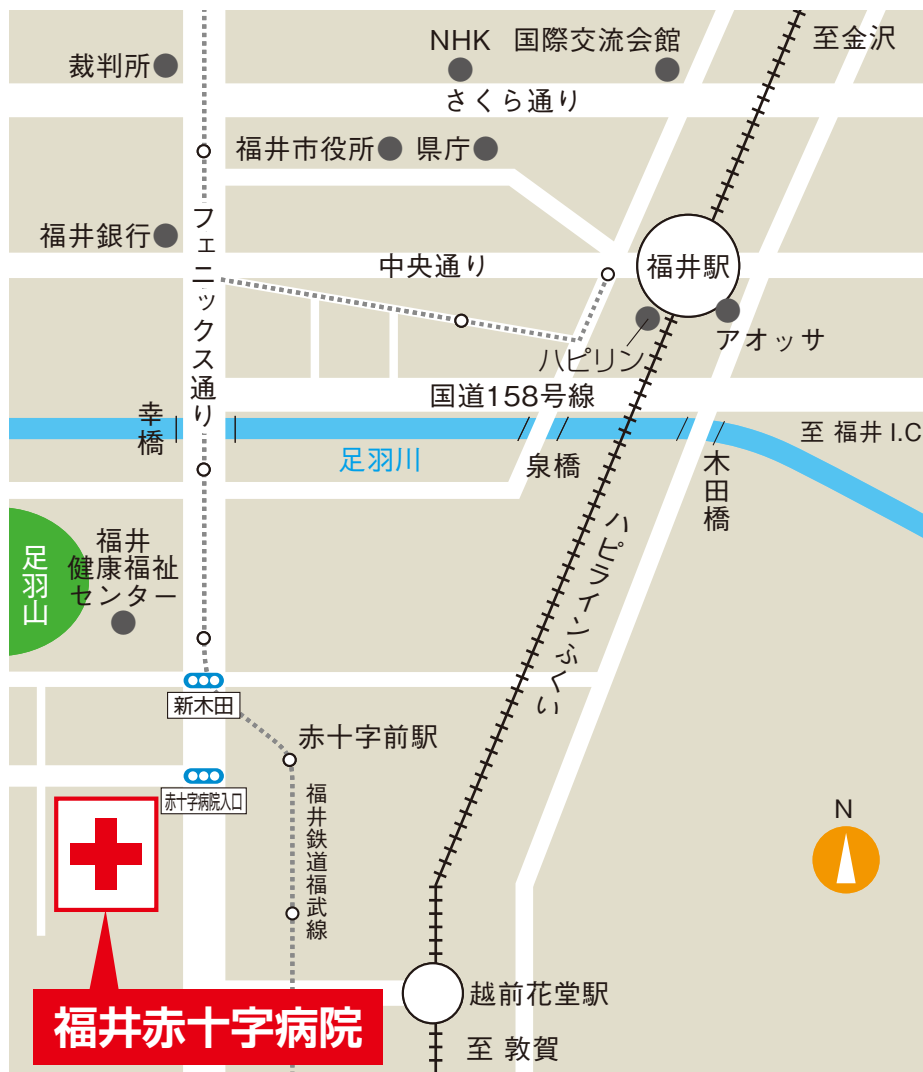 NHK
国際交流会館
至金沢
裁判所
さくら通り
福井市役所
県庁
フェニックス通り
福井銀行
中央通り
福井駅
ハピリン
アオッサ
国道158号線
幸橋
足羽川
泉橋
木田橋
至 福井 I.C
足羽山
福井
健康福祉
センター
ハピラインふくい
新木田
赤十字前駅
赤十字病院入口
福井鉄道福武線
N
越前花堂駅
福井赤十字病院
至 敦賀